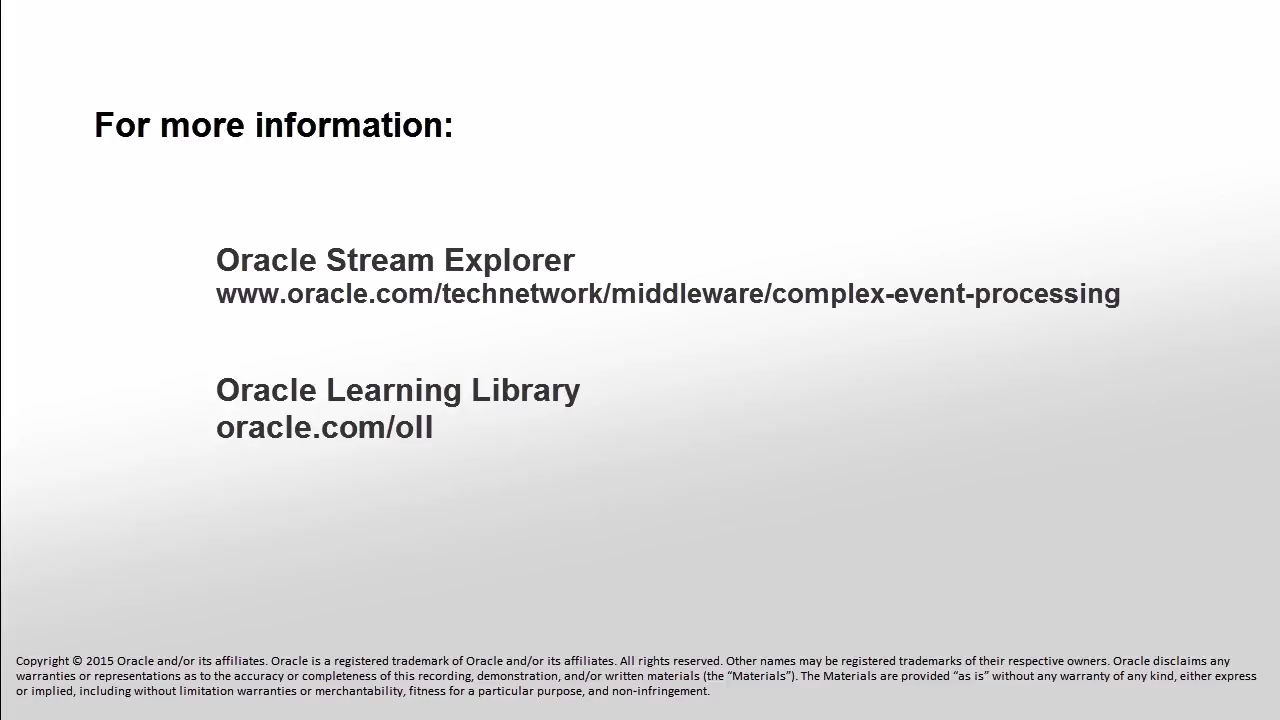 For more information:
Oracle Stream Explorer
www.oracle.com/technetwork/middleware/complex-event-processing
Oracle Learning Library
oracle.com/oll
Copyright © 2015 Oracle and/or its affiliates. Oracle is a registered trademark of Oracle and/or its affiliates. All rights reserved. Other names may be registered trademarks of their respective owners. Oracle disclaims any
warranties or representations as to the accuracy or completeness of this recording, demonstration, and/or written materials (the “Materials”). The Materials are provided “as is” without any warranty of any kind, either express
or implied, including without limitation warranties or merchantability, fitness for a particular purpose, and non-infringement.